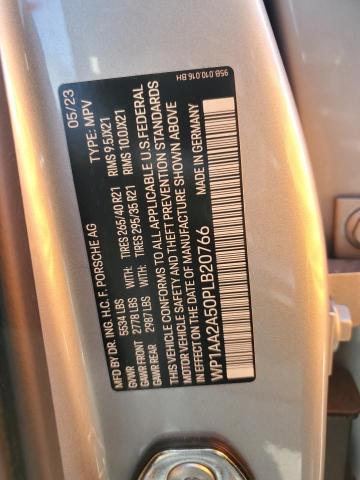 95B.010.016 BH
MFD BY DR. ING. H.C. F. PORSCHE AG 05/23
GVWR 5534 LBS TYPE: MPV
GAWR FRONT 2778 LBS WITH: TIRES 265/40 R21 RIMS 9.5JX21
GAWR REAR 2987 LBS WITH: TIRES 295/35 R21 RIMS 10.0JX21
THIS VEHICLE CONFORMS TO ALL APPLICABLE U.S. FEDERAL
MOTOR VEHICLE SAFETY AND THEFT PREVENTION STANDARDS
IN EFFECT ON THE DATE OF MANUFACTURE SHOWN ABOVE
WP1AA2A50PLB20766 MADE IN GERMANY